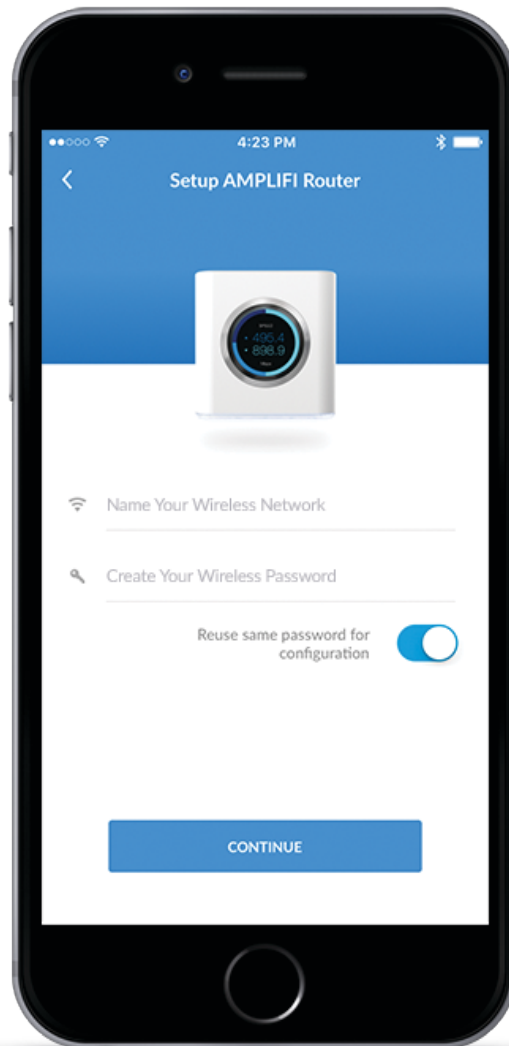 4:23 PM
Setup AMPLIFI Router
495.4
898.9
Name Your Wireless Network
Create Your Wireless Password
Reuse same password for
configuration
CONTINUE